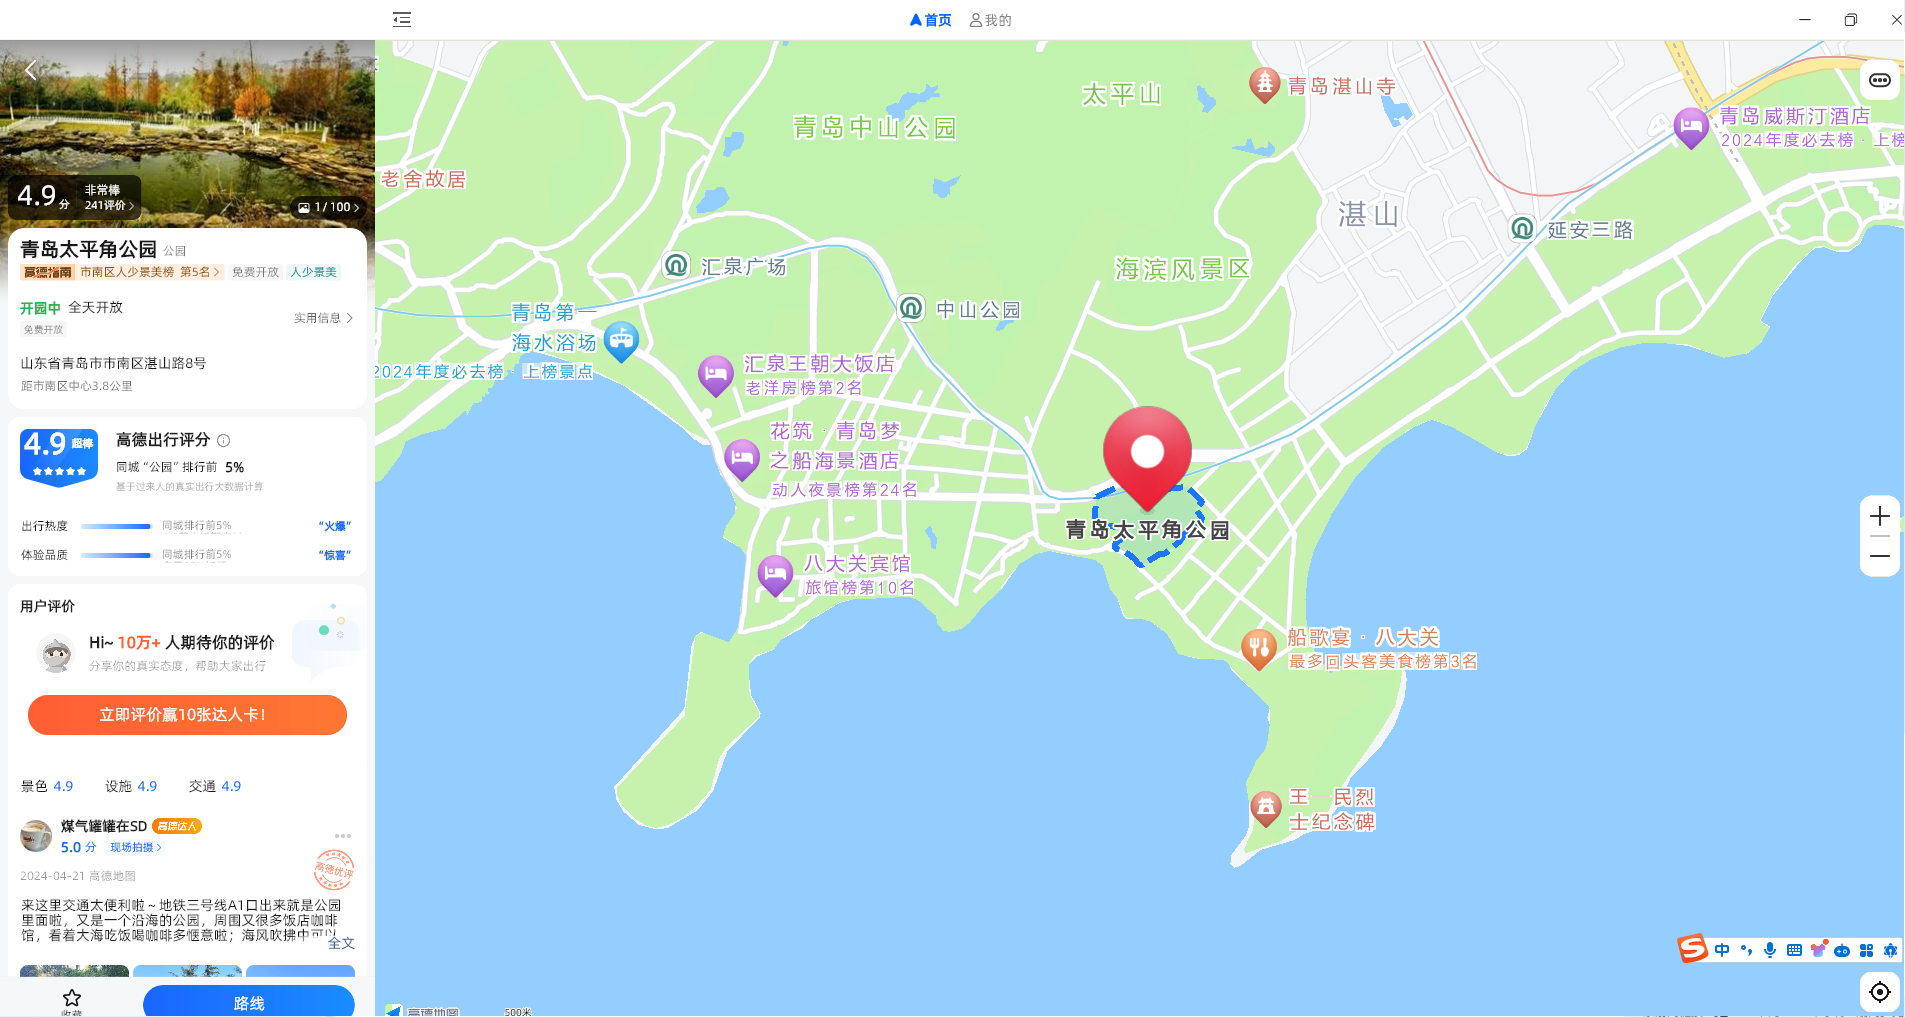 首页
我的
4.9分
非常棒
241评价
1 / 100
青岛太平角公园 公园
高德指南 市南区人少景美榜 第5名 免费开放 人少景美
开园中 全天开放
实用信息
免费开放
山东省青岛市市南区湛山路8号
距市南区中心3.8公里
4.9 超棒
高德出行评分
同城“公园”排行前 5%
基于过来人的真实出行大数据计算
出行热度 同城排行前5% “火爆”
体验品质 同城排行前5% “惊喜”
用户评价
Hi~ 10万+ 人期待你的评价
分享你的真实态度，帮助大家出行
立即评价赢10张达人卡！
景色 4.9 设施 4.9 交通 4.9
煤气罐罐在SD 高德达人
5.0 分 现场拍摄
高德优评
2024-04-21 高德地图
来这里交通太便利啦～地铁三号线A1口出来就是公园
里面啦，又是一个沿海的公园，周围又很多饭店咖啡
馆，看着大海吃饭喝咖啡多惬意啦；海风吹拂中可以
全文
收藏
路线
青岛中山公园
太平山
青岛湛山寺
青岛威斯汀酒店
2024年度必去榜 · 上榜
老舍故居
湛山
延安三路
汇泉广场
海滨风景区
中山公园
青岛第一
海水浴场
2024年度必去榜 · 上榜景点
汇泉王朝大饭店
老洋房榜第2名
花筑 · 青岛梦
之船海景酒店
动人夜景榜第24名
青岛太平角公园
八大关宾馆
旅馆榜第10名
船歌宴 · 八大关
最多回头客美食榜第3名
王一民烈
士纪念碑
中
高德地图
500米